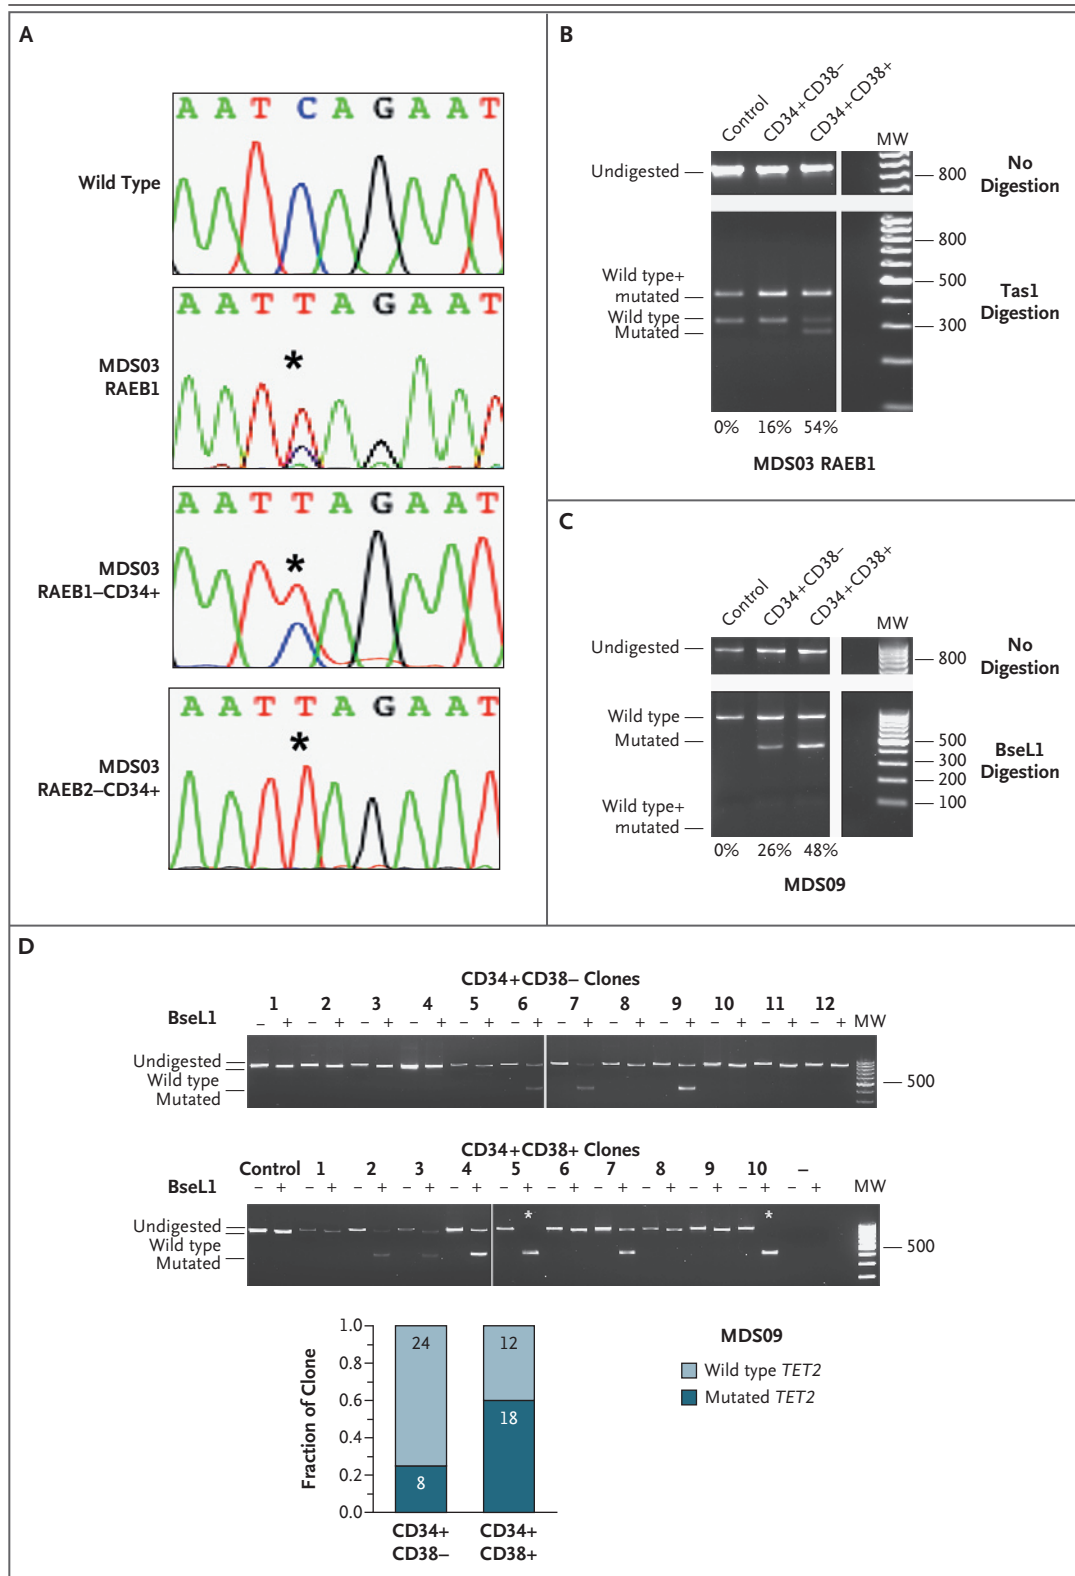 A
A A T C A G A A T
Wild Type
A A T T A G A A T
*
MDS03
RAEB1
A A T T A G A A T
*
MDS03
RAEB1–CD34+
A A T T A G A A T
*
MDS03
RAEB2–CD34+
B
Control
CD34+CD38–
CD34+CD38+
MW
Undigested
800
No
Digestion
800
Wild type+
mutated
500
Tas1
Digestion
Wild type
300
Mutated
0% 16% 54%
MDS03 RAEB1
C
Control
CD34+CD38–
CD34+CD38+
MW
Undigested
800
No
Digestion
Wild type
Mutated
500
300
200
100
BseL1
Digestion
Wild type+
mutated
0% 26% 48%
MDS09
D
CD34+CD38– Clones
1 2 3 4 5 6 7 8 9 10 11 12
BseL1 – + – + – + – + – + – + – + – + – + – + – + – + MW
Undigested
Wild type
Mutated
500
CD34+CD38+ Clones
Control 1 2 3 4 5 6 7 8 9 10 –
BseL1 – + – + – + – + – + – + – + – + – + – + – + – + MW
* *
Undigested
Wild type
Mutated
500
Fraction of Clone
1.0
0.8
0.6
0.4
0.2
0.0
24
8
12
18
CD34+
CD38–
CD34+
CD38+
MDS09
Wild type TET2
Mutated TET2